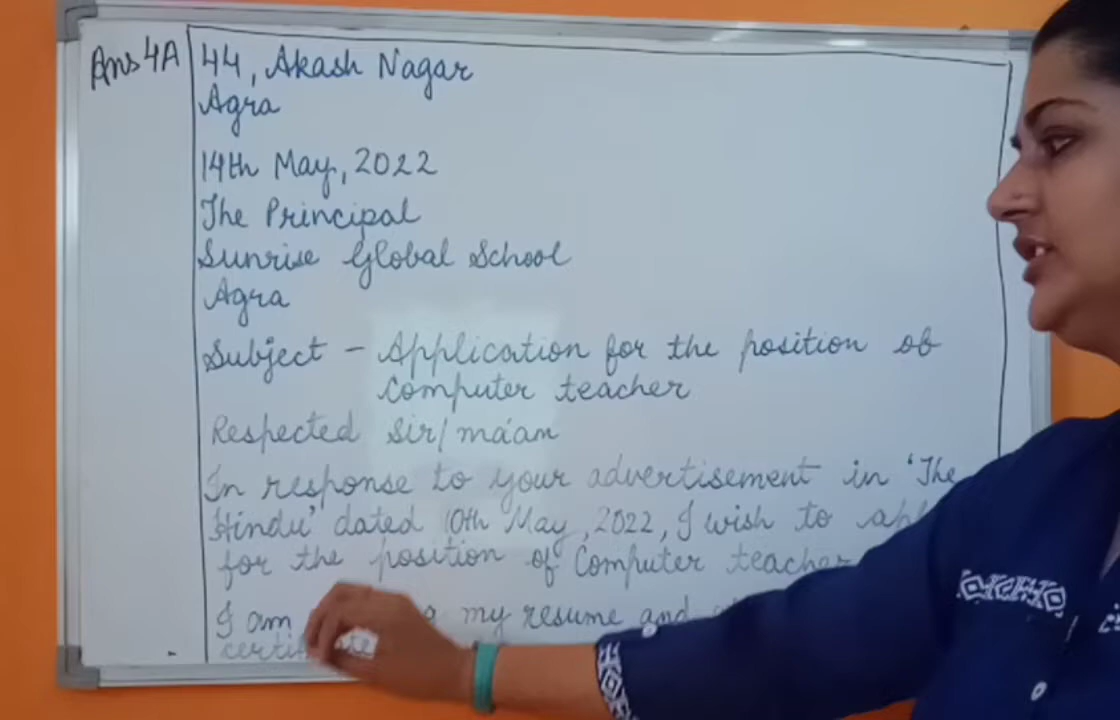 Ans 4A
44, Akash Nagar
Agra
14th May, 2022
The Principal
Sunrise Global School
Agra
Subject - Application for the position of
Computer teacher
Respected Sir/ma'am
In response to your advertisement in 'The
Hindu' dated 10th May, 2022, I wish to
for the position of Computer teacher
I am my resume and